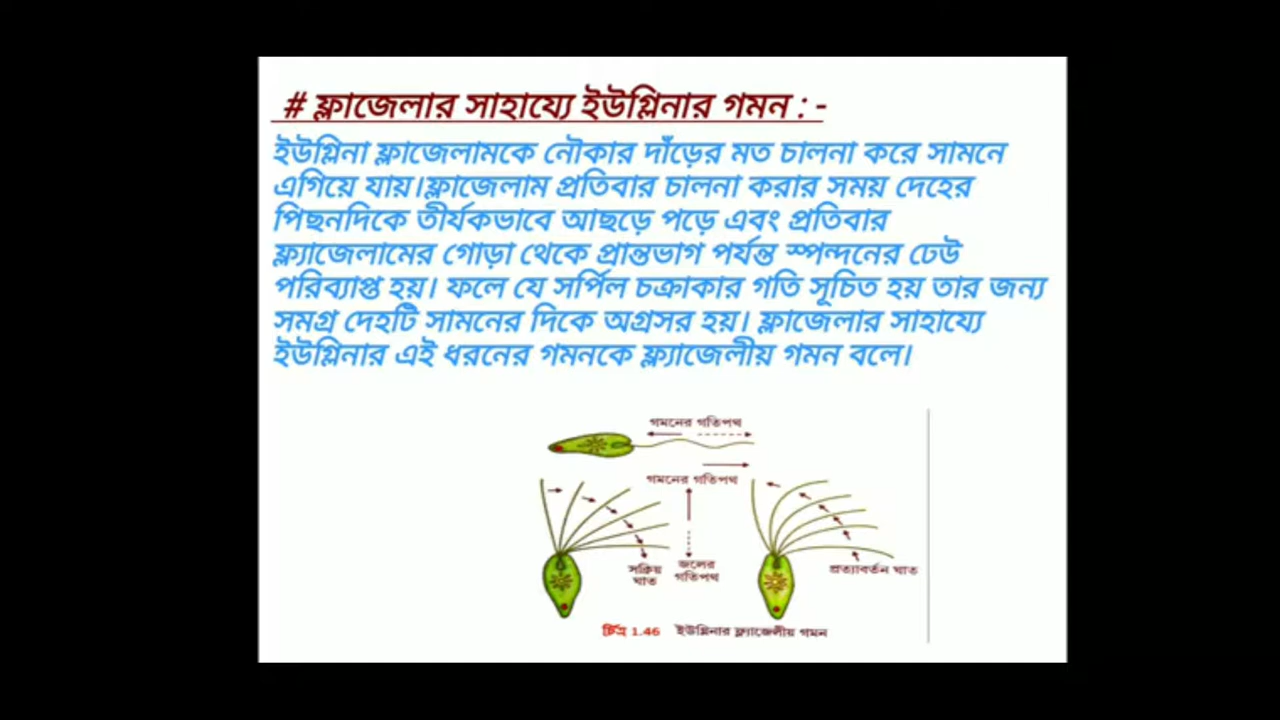 # ফ্লাজেলার সাহায্যে ইউগ্লিনার গমন : -
ইউগ্লিনা ফ্লাজেলামকে নৌকার দাঁড়ের মত চালনা করে সামনে
এগিয়ে যায়।ফ্লাজেলাম প্রতিবার চালনা করার সময় দেহের
পিছনদিকে তীর্যকভাবে আছড়ে পড়ে এবং প্রতিবার
ফ্ল্যাজেলামের গোড়া থেকে প্রান্তভাগ পর্যন্ত স্পন্দনের ঢেউ
পরিব্যাপ্ত হয়। ফলে যে সর্পিল চক্রাকার গতি সূচিত হয় তার জন্য
সমগ্র দেহটি সামনের দিকে অগ্রসর হয়। ফ্লাজেলার সাহায্যে
ইউগ্লিনার এই ধরনের গমনকে ফ্ল্যাজেলীয় গমন বলে।
গমনের গতিপথ
গমনের গতিপথ
সক্রিয়
ঘাত
জলের
গতিপথ
প্রত্যাবর্তন ঘাত
চিত্র 1.46 ইউগ্লিনার ফ্ল্যাজেলীয় গমন